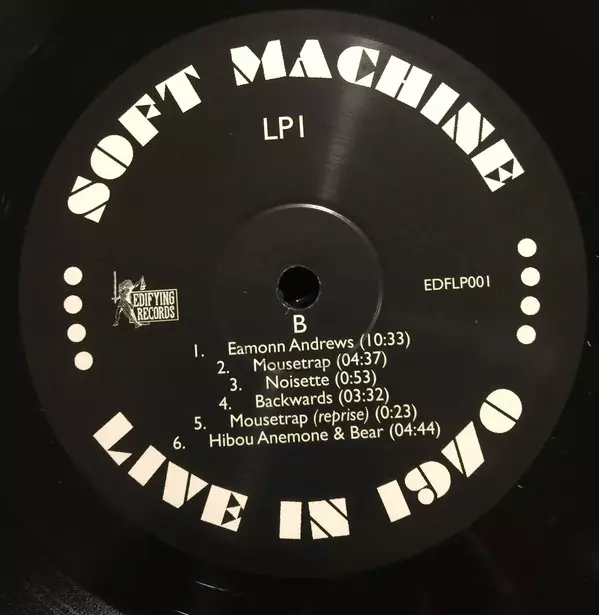 SOFT MACHINE
LP1
EDIFYING
RECORDS
EDFLP001
B
1. Eamonn Andrews (10:33)
2. Mousetrap (04:37)
3. Noisette (0:53)
4. Backwards (03:32)
5. Mousetrap (reprise) (0:23)
6. Hibou Anemone & Bear (04:44)
LIVE IN 1970